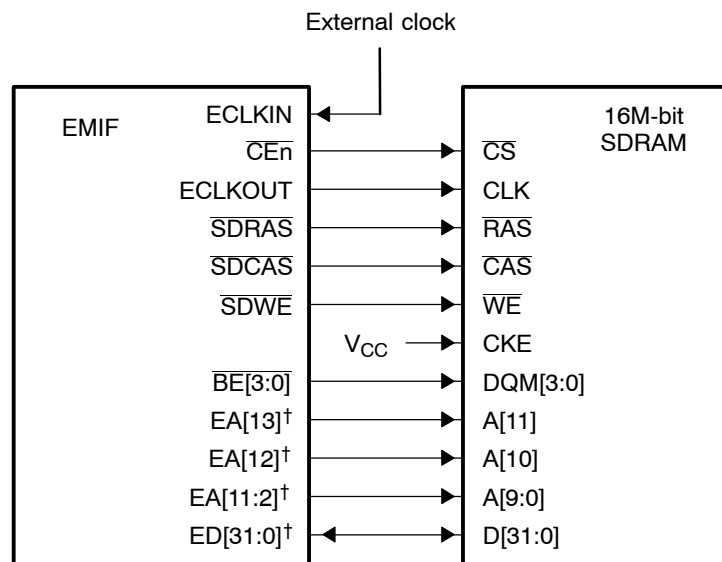 External clock
EMIF
ECLKIN
16M-bit
SDRAM
CEn
CS
ECLKOUT
CLK
SDRAS
RAS
SDCAS
CAS
SDWE
WE
VCC
CKE
BE[3:0]
DQM[3:0]
EA[13]†
A[11]
EA[12]†
A[10]
EA[11:2]†
A[9:0]
ED[31:0]†
D[31:0]